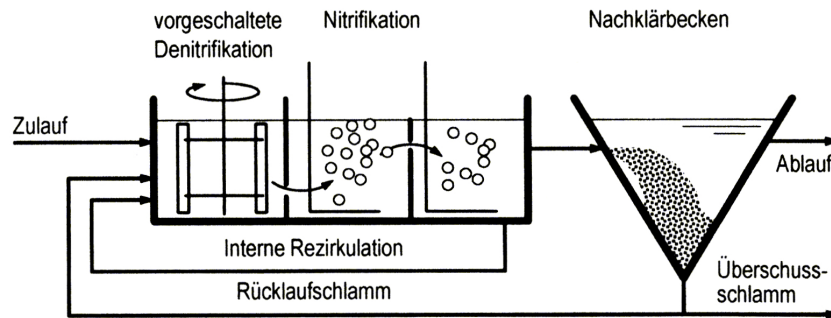 vorgeschaltete
Denitrifikation
Nitrifikation
Nachklärbecken
Zulauf
Ablauf
Interne Rezirkulation
Rücklaufschlamm
Überschuss-
schlamm